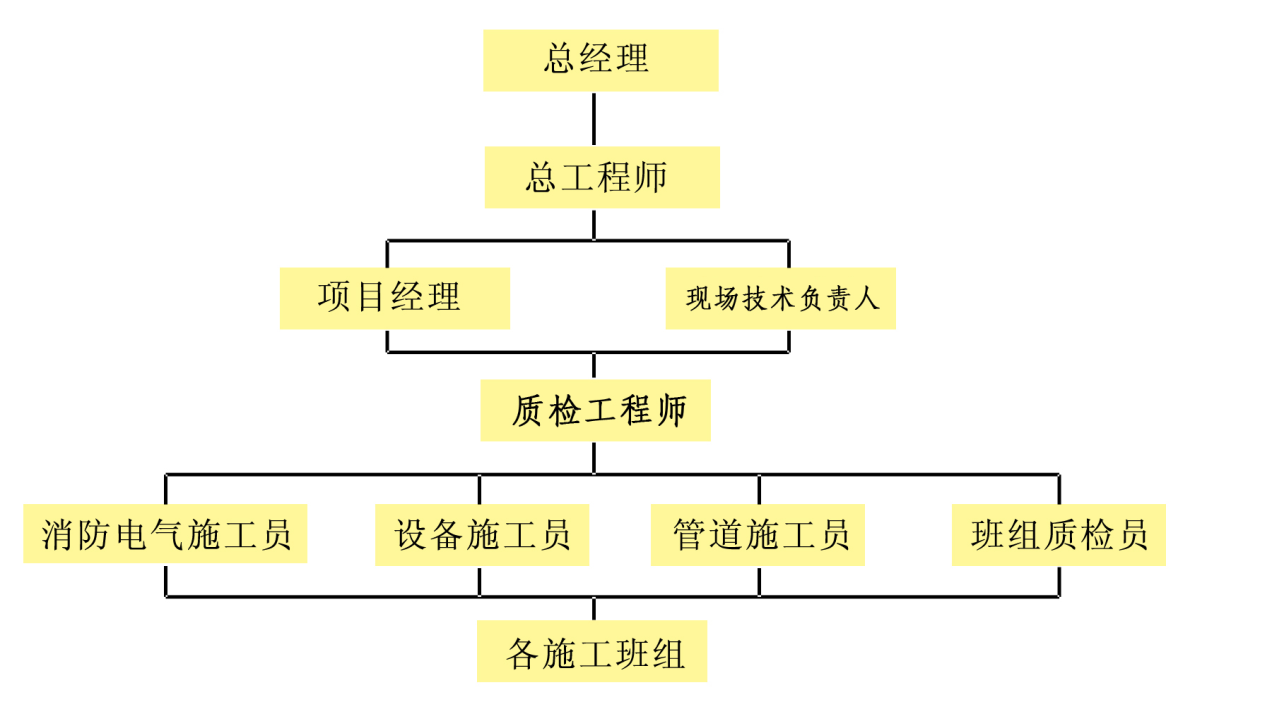 总经理
总工程师
项目经理
现场技术负责人
质检工程师
消防电气施工员
设备施工员
管道施工员
班组质检员
各施工班组